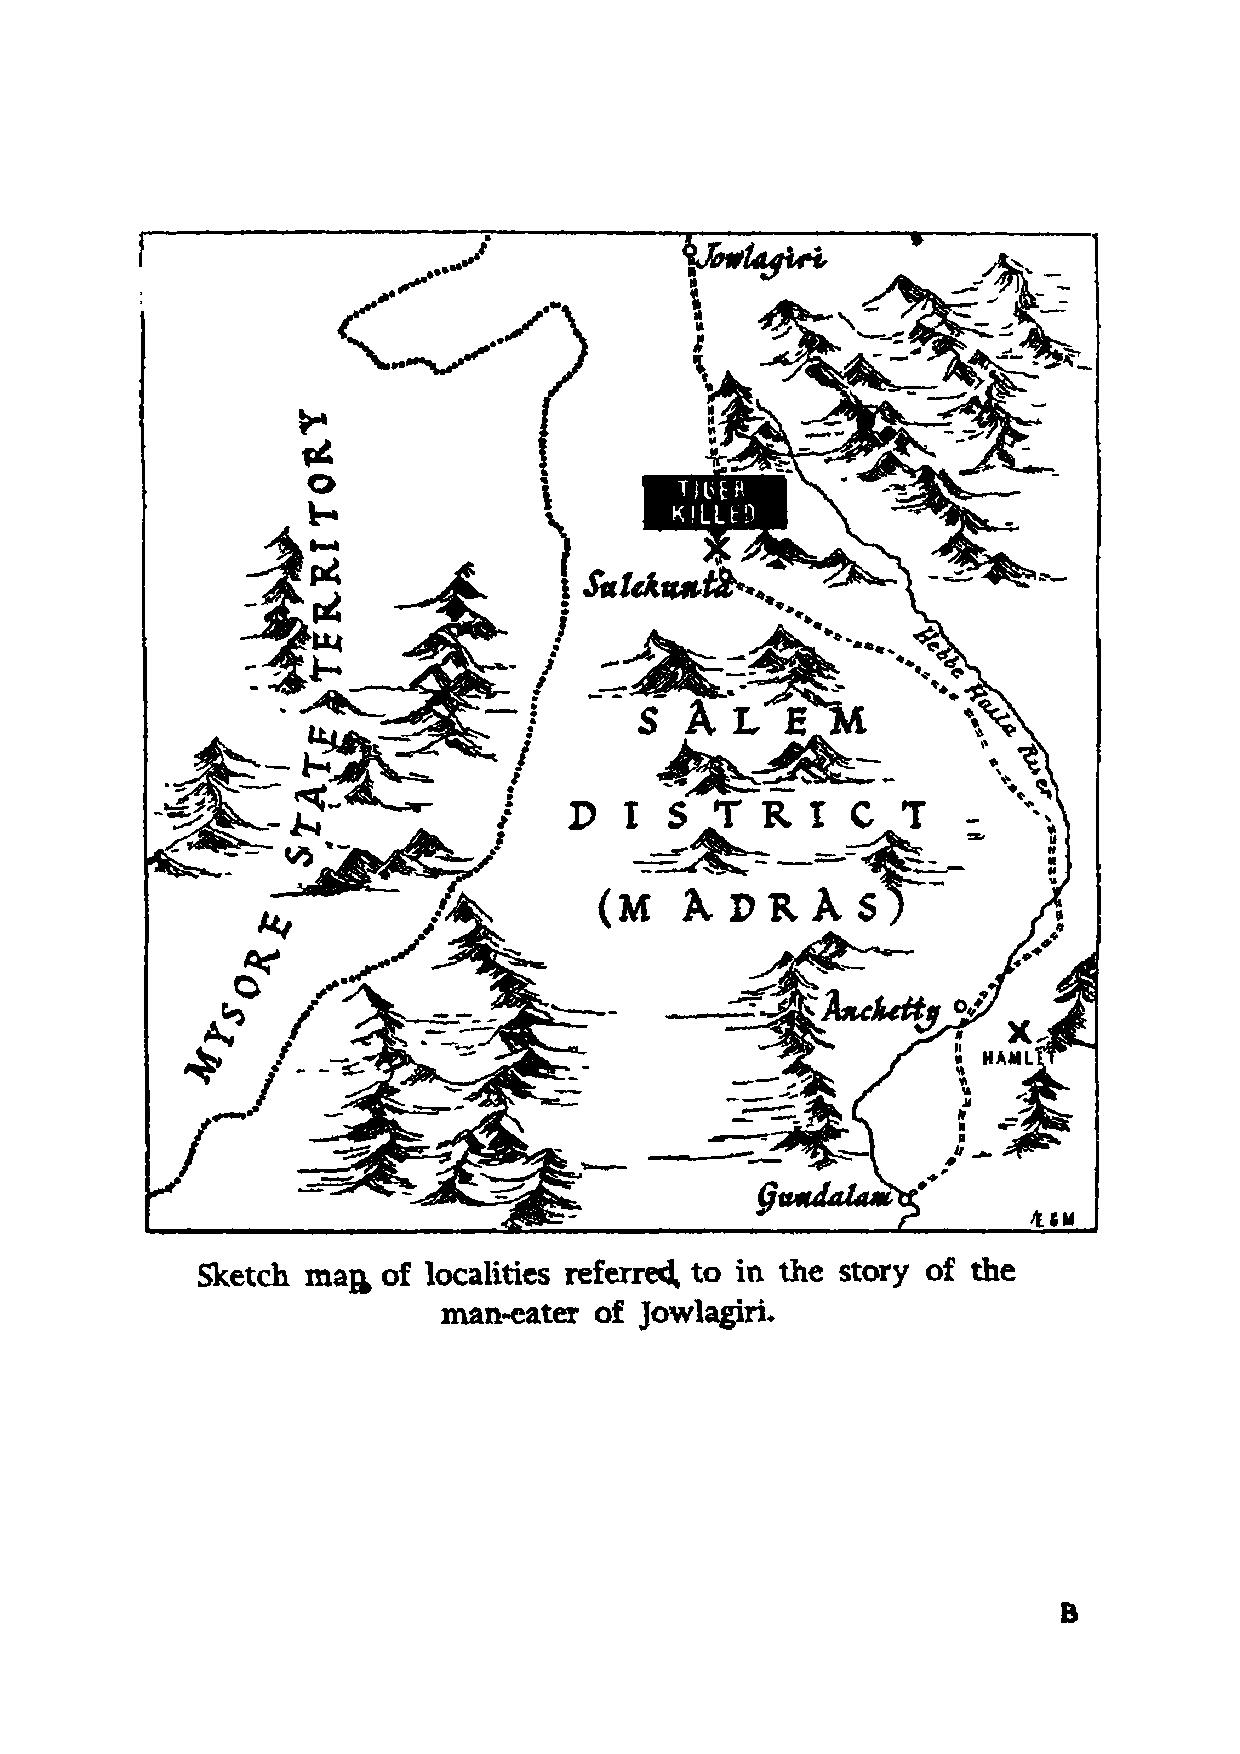 Jowlagiri
TIGER
KILLED
Sulekunta
Hebbe Halla River
SALEM
DISTRICT
(MADRAS)
MYSORE STATE TERRITORY
Anchetty
HAMLET
Gundalam
Sketch map of localities referred to in the story of the
man-eater of Jowlagiri.
B